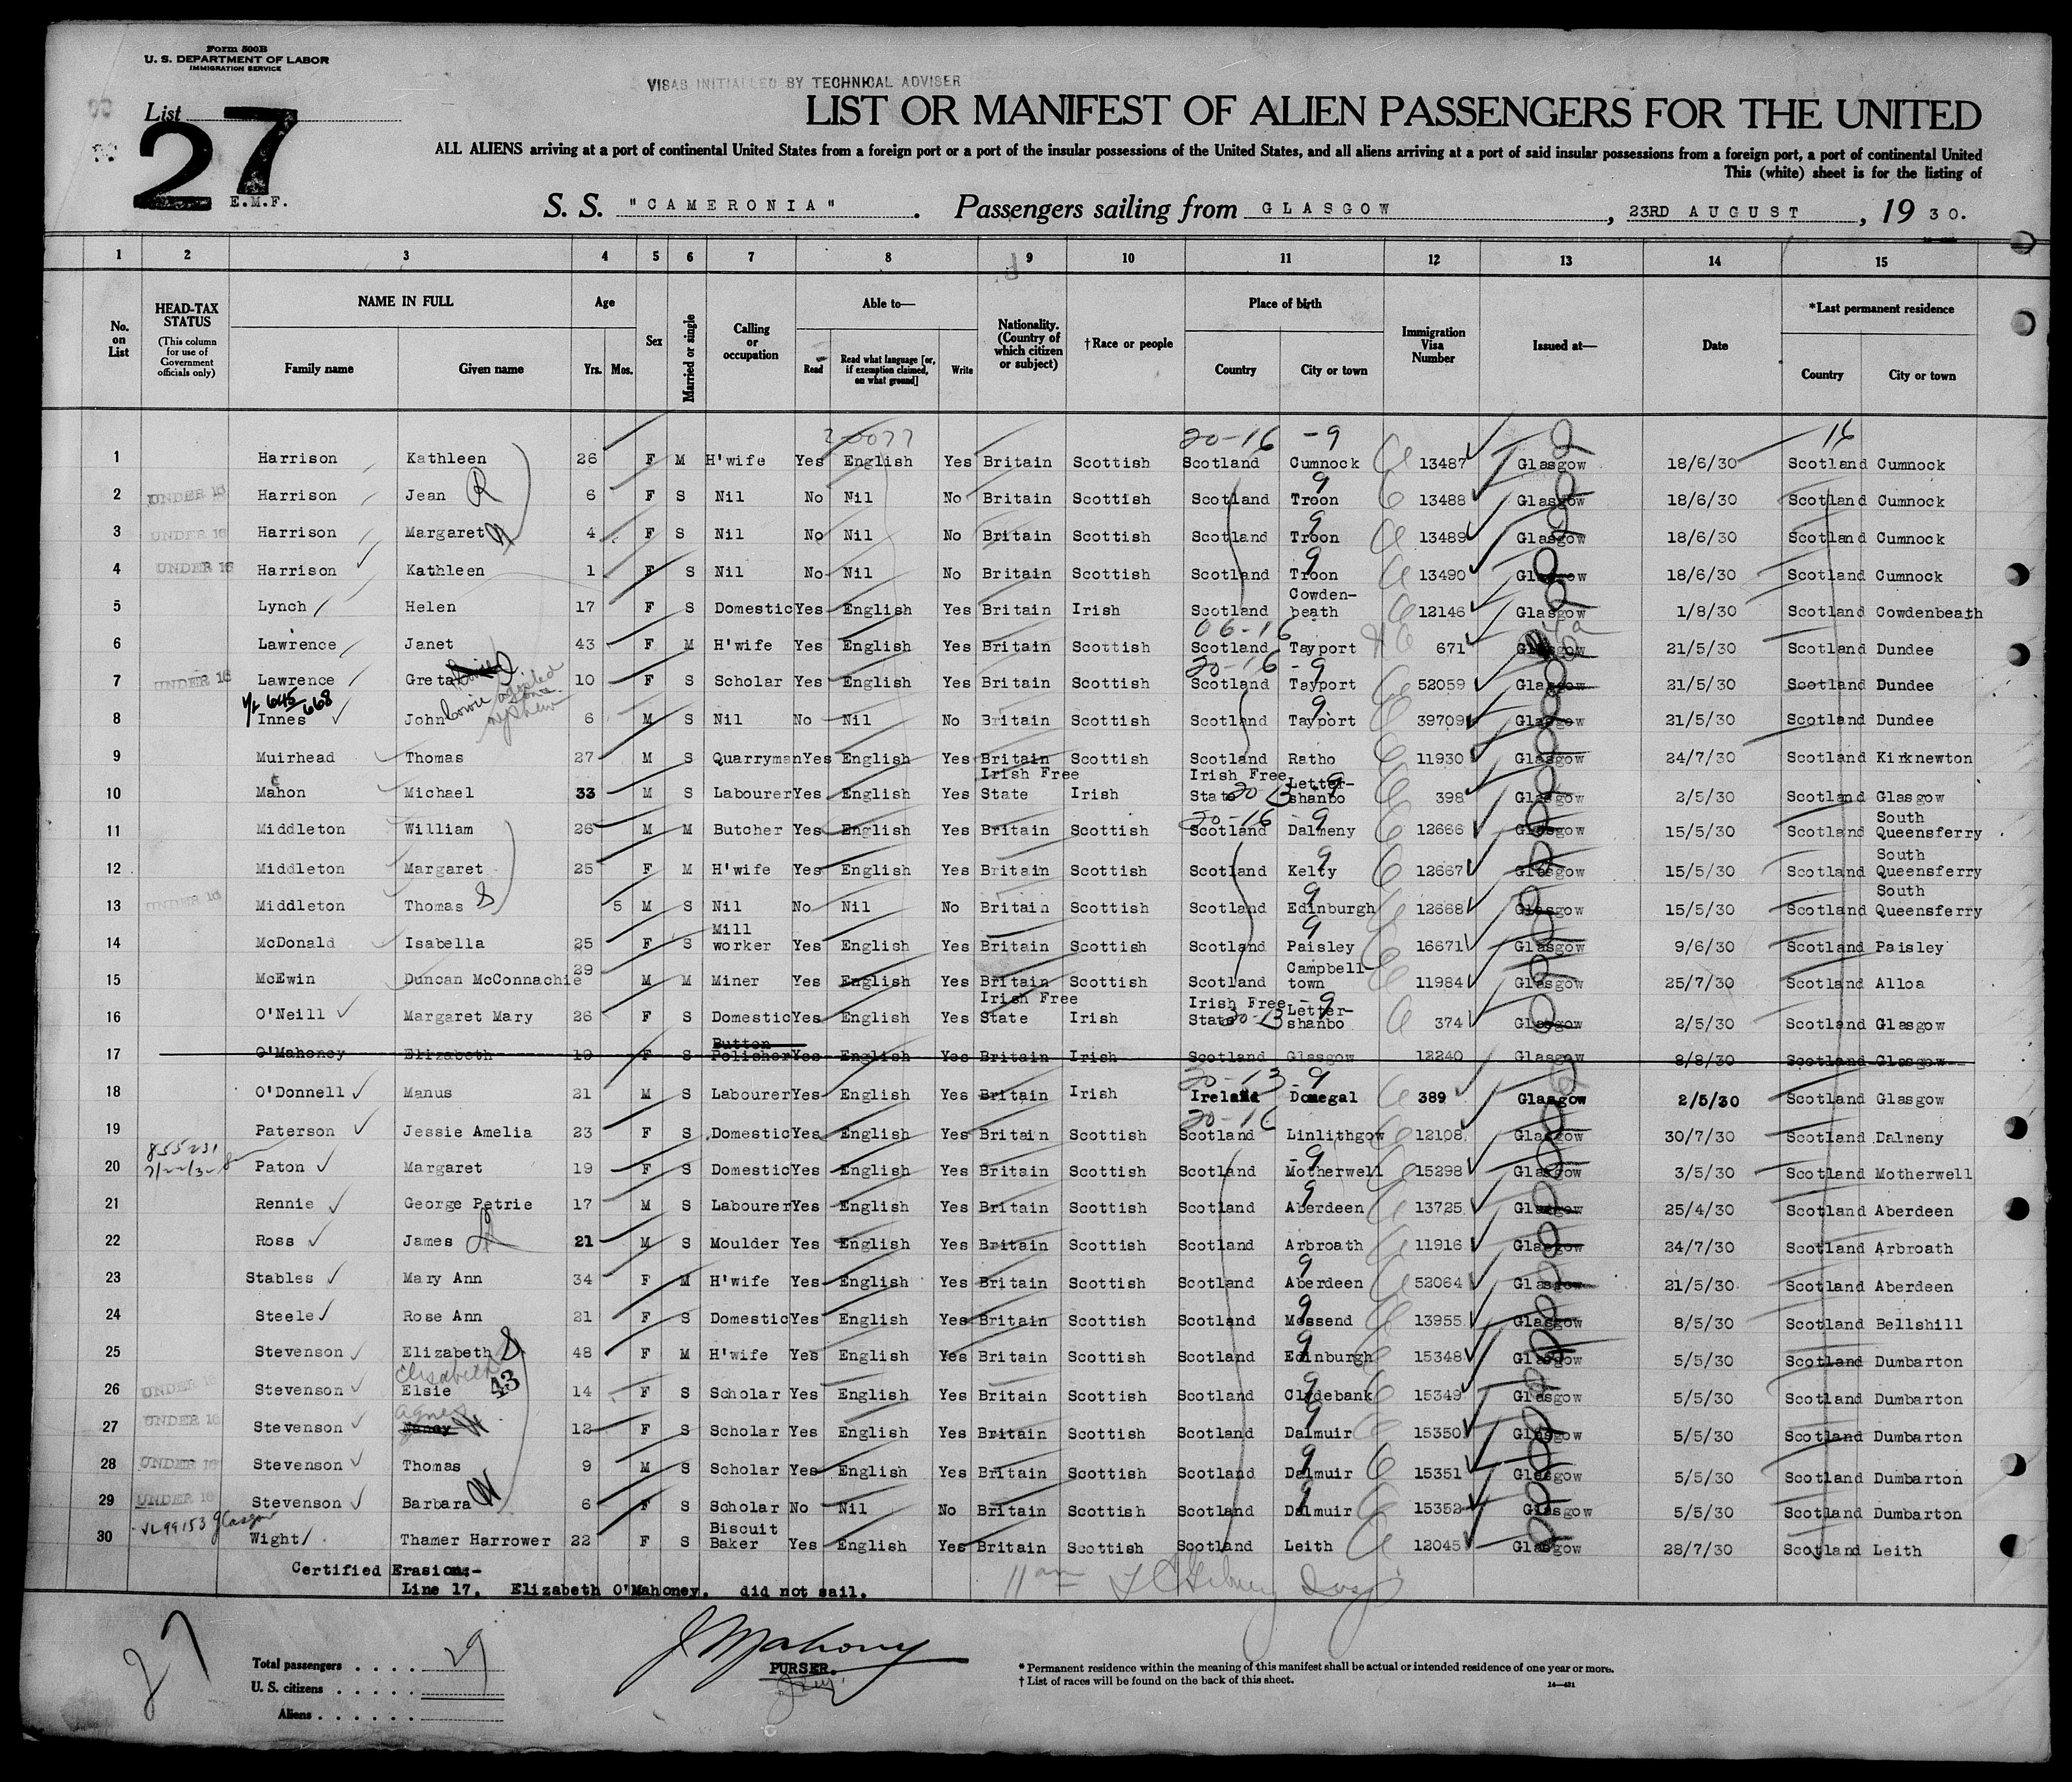 Form 500B
U. S. DEPARTMENT OF LABOR
IMMIGRATION SERVICE
VISAS INITIALLED BY TECHNICAL ADVISER
List 27
E.M.F.
LIST OR MANIFEST OF ALIEN PASSENGERS FOR THE UNITED
ALL ALIENS arriving at a port of continental United States from a foreign port or a port of the insular possessions of the United States, and all aliens arriving at a port of said insular possessions from a foreign port, a port of continental United
This (white) sheet is for the listing of
S. S. "CAMERONIA". Passengers sailing from GLASGOW, 23RD AUGUST, 1930.
1 2 3 4 5 6 7 8 9 10 11 12 13 14 15
No. on List
HEAD-TAX STATUS (This column for use of Government officials only)
NAME IN FULL
Family name Given name
Age
Yrs. Mos.
Sex
Married or single
Calling or occupation
Able to—
Read Read what language [or, if exemption claimed, on what ground] Write
Nationality. (Country of which citizen or subject)
†Race or people
Place of birth
Country City or town
Immigration Visa Number
Issued at—
Date
*Last permanent residence
Country City or town
20-16 -9 16
1 Harrison Kathleen 26 F M H'wife Yes English Yes Britain Scottish Scotland Cumnock 13487 Glasgow 18/6/30 Scotland Cumnock
2 UNDER 16 Harrison Jean 6 F S Nil No Nil No Britain Scottish Scotland Troon 13488 Glasgow 18/6/30 Scotland Cumnock
3 UNDER 16 Harrison Margaret 4 F S Nil No Nil No Britain Scottish Scotland Troon 13489 Glasgow 18/6/30 Scotland Cumnock
4 UNDER 16 Harrison Kathleen 1 F S Nil No Nil No Britain Scottish Scotland Troon 13490 Glasgow 18/6/30 Scotland Cumnock
5 Lynch Helen 17 F S Domestic Yes English Yes Britain Irish Scotland Cowden-beath 12146 Glasgow 1/8/30 Scotland Cowdenbeath
6 Lawrence Janet 43 F M H'wife Yes English Yes Britain Scottish Scotland Tayport 671 Glasgow 21/5/30 Scotland Dundee
7 UNDER 16 Lawrence Greta 10 F S Scholar Yes English Yes Britain Scottish Scotland Tayport 52059 Glasgow 21/5/30 Scotland Dundee
8 Innes John 6 M S Nil No Nil No Britain Scottish Scotland Tayport 39709 Glasgow 21/5/30 Scotland Dundee
9 Muirhead Thomas 27 M S Quarryman Yes English Yes Britain Scottish Scotland Ratho 11930 Glasgow 24/7/30 Scotland Kirknewton
10 Mahon Michael 33 M S Labourer Yes English Yes Irish Free State Irish Irish Free State Letter-shanbo 398 Glasgow 2/5/30 Scotland Glasgow
11 Middleton William 26 M M Butcher Yes English Yes Britain Scottish Scotland Dalmeny 12666 Glasgow 15/5/30 Scotland South Queensferry
12 Middleton Margaret 25 F M H'wife Yes English Yes Britain Scottish Scotland Kelty 12667 Glasgow 15/5/30 Scotland South Queensferry
13 UNDER 16 Middleton Thomas 5 M S Nil No Nil No Britain Scottish Scotland Edinburgh 12668 Glasgow 15/5/30 Scotland South Queensferry
14 McDonald Isabella 25 F S Mill worker Yes English Yes Britain Scottish Scotland Paisley 16671 Glasgow 9/6/30 Scotland Paisley
15 McEwin Duncan McConnachie 29 M M Miner Yes English Yes Britain Scottish Scotland Campbell-town 11984 Glasgow 25/7/30 Scotland Alloa
16 O'Neill Margaret Mary 26 F S Domestic Yes English Yes Irish Free State Irish Irish Free State Letter-shanbo 374 Glasgow 2/5/30 Scotland Glasgow
17 O'Mahoney Elizabeth 19 F S Button Polisher Yes English Yes Britain Irish Scotland Glasgow 12240 Glasgow 8/8/30 Scotland Glasgow
18 O'Donnell Manus 21 M S Labourer Yes English Yes Britain Irish Ireland Donegal 389 Glasgow 2/5/30 Scotland Glasgow
19 Paterson Jessie Amelia 23 F S Domestic Yes English Yes Britain Scottish Scotland Linlithgow 12108 Glasgow 30/7/30 Scotland Dalmeny
20 Paton Margaret 19 F S Domestic Yes English Yes Britain Scottish Scotland Motherwell 15298 Glasgow 3/5/30 Scotland Motherwell
21 Rennie George Petrie 17 M S Labourer Yes English Yes Britain Scottish Scotland Aberdeen 13725 Glasgow 25/4/30 Scotland Aberdeen
22 Ross James 21 M S Moulder Yes English Yes Britain Scottish Scotland Arbroath 11916 Glasgow 24/7/30 Scotland Arbroath
23 Stables Mary Ann 34 F M H'wife Yes English Yes Britain Scottish Scotland Aberdeen 52064 Glasgow 21/5/30 Scotland Aberdeen
24 Steele Rose Ann 21 F S Domestic Yes English Yes Britain Scottish Scotland Mossend 13955 Glasgow 8/5/30 Scotland Bellshill
25 Stevenson Elizabeth 48 F M H'wife Yes English Yes Britain Scottish Scotland Edinburgh 15348 Glasgow 5/5/30 Scotland Dumbarton
Elisabeth 43
26 UNDER 16 Stevenson Elsie 14 F S Scholar Yes English Yes Britain Scottish Scotland Clydebank 15349 Glasgow 5/5/30 Scotland Dumbarton
Agnes
27 UNDER 16 Stevenson Nancy 12 F S Scholar Yes English Yes Britain Scottish Scotland Dalmuir 15350 Glasgow 5/5/30 Scotland Dumbarton
28 UNDER 16 Stevenson Thomas 9 M S Scholar Yes English Yes Britain Scottish Scotland Dalmuir 15351 Glasgow 5/5/30 Scotland Dumbarton
29 UNDER 16 Stevenson Barbara 6 F S Scholar No Nil No Britain Scottish Scotland Dalmuir 15352 Glasgow 5/5/30 Scotland Dumbarton
VL 99153 Glasgow
30 Wight Thamer Harrower 22 F S Biscuit Baker Yes English Yes Britain Scottish Scotland Leith 12045 Glasgow 28/7/30 Scotland Leith
Certified Erasion:-
Line 17, Elizabeth O'Mahoney, did not sail.
27
Total passengers . . . . 29
U. S. citizens . . . . .
Aliens . . . . . .
J Mahony
PURSER.
* Permanent residence within the meaning of this manifest shall be actual or intended residence of one year or more.
† List of races will be found on the back of this sheet.
14—421